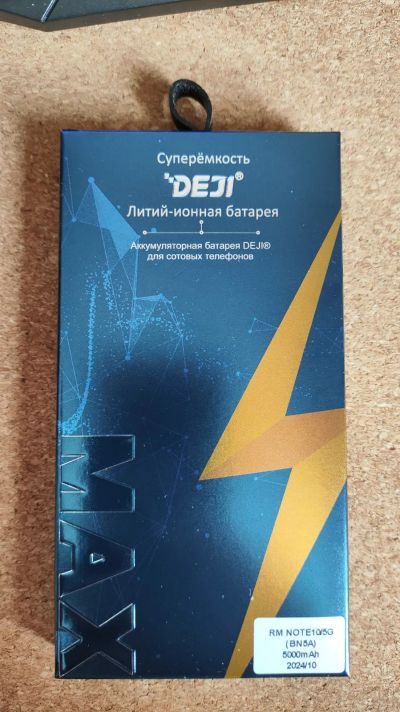 Суперёмкость
DEJI®
Литий-ионная батарея
Аккумуляторная батарея DEJI®
для сотовых телефонов
MAX
RM NOTE10/5G
(BN5A)
5000mAh
2024/10